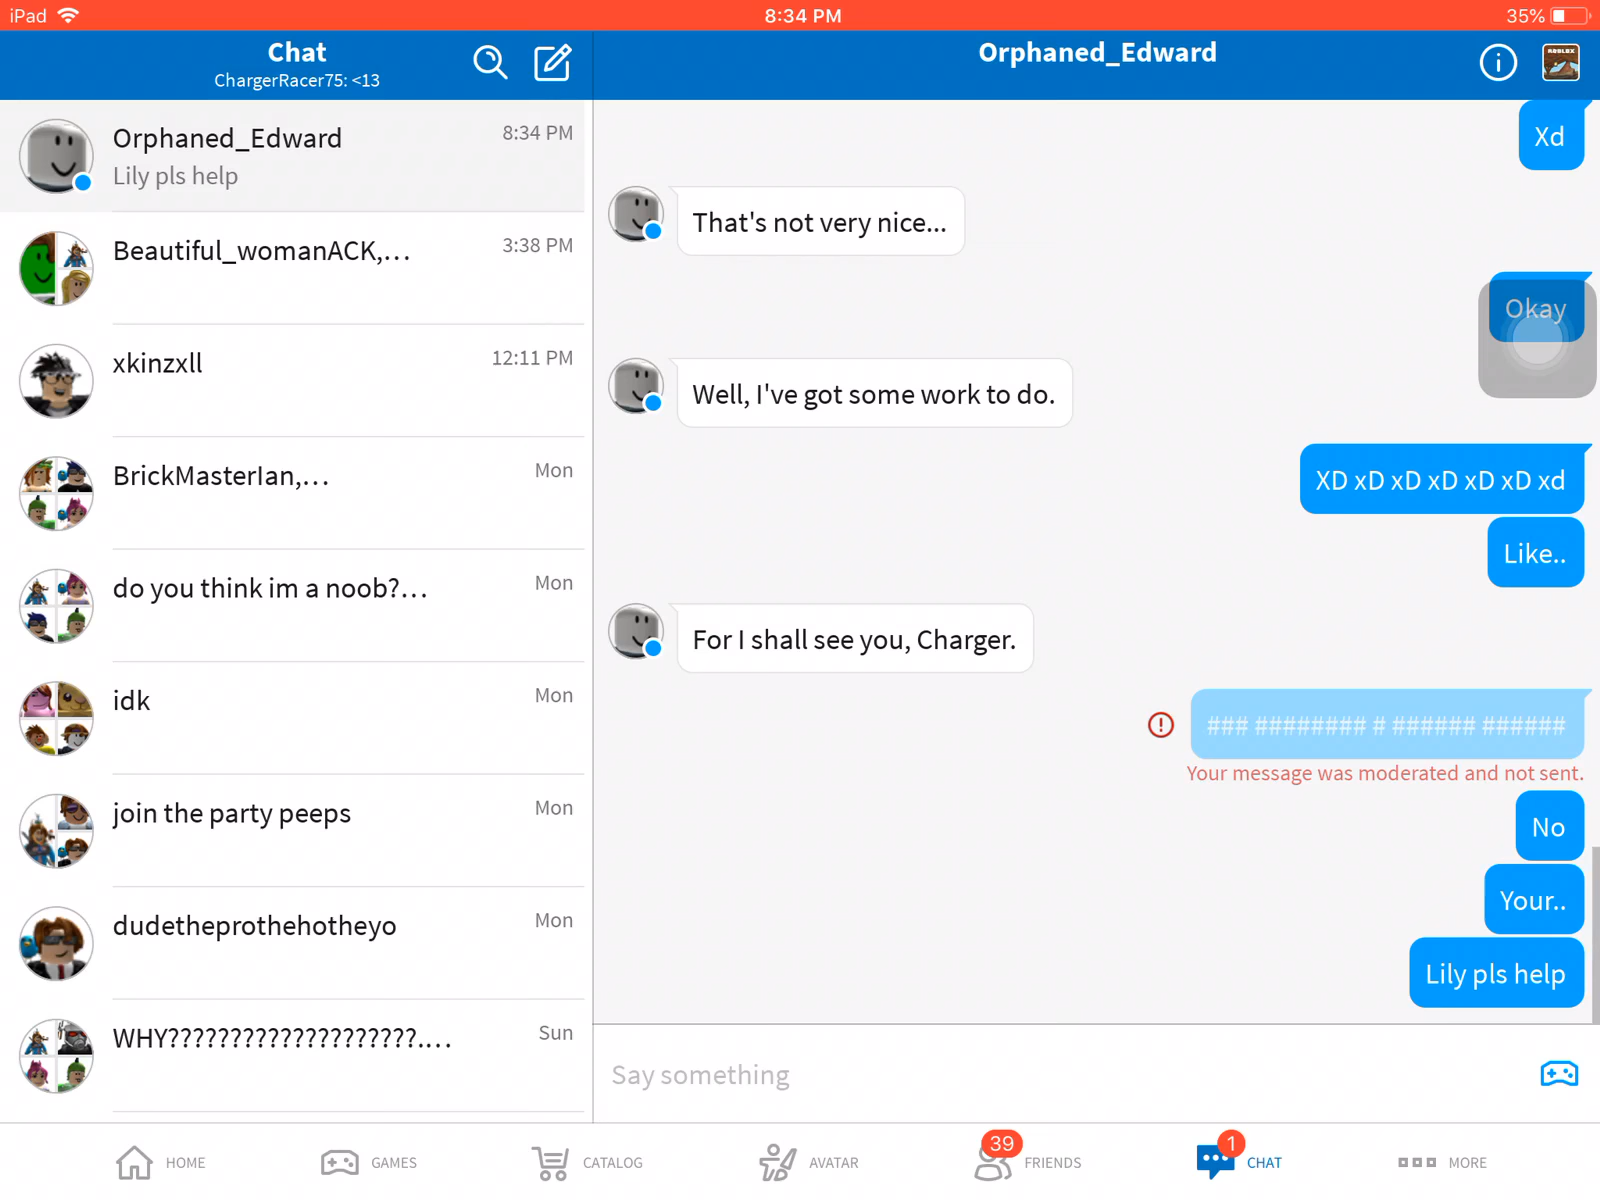 iPad
8:34 PM
35%
Chat
ChargerRacer75: <13
Orphaned_Edward
8:34 PM
Lily pls help
Beautiful_womanACK,...
3:38 PM
xkinzxll
12:11 PM
BrickMasterIan,...
Mon
do you think im a noob?...
Mon
idk
Mon
join the party peeps
Mon
dudetheprothehotheyo
Mon
WHY????????????????????....
Sun
Orphaned_Edward
ROBLOX
Xd
That's not very nice...
Okay
Well, I've got some work to do.
XD xD xD xD xD xD xd
Like..
For I shall see you, Charger.
### ######## # ###### ######
Your message was moderated and not sent.
No
Your..
Lily pls help
Say something
HOME
GAMES
CATALOG
AVATAR
39
FRIENDS
1
CHAT
MORE